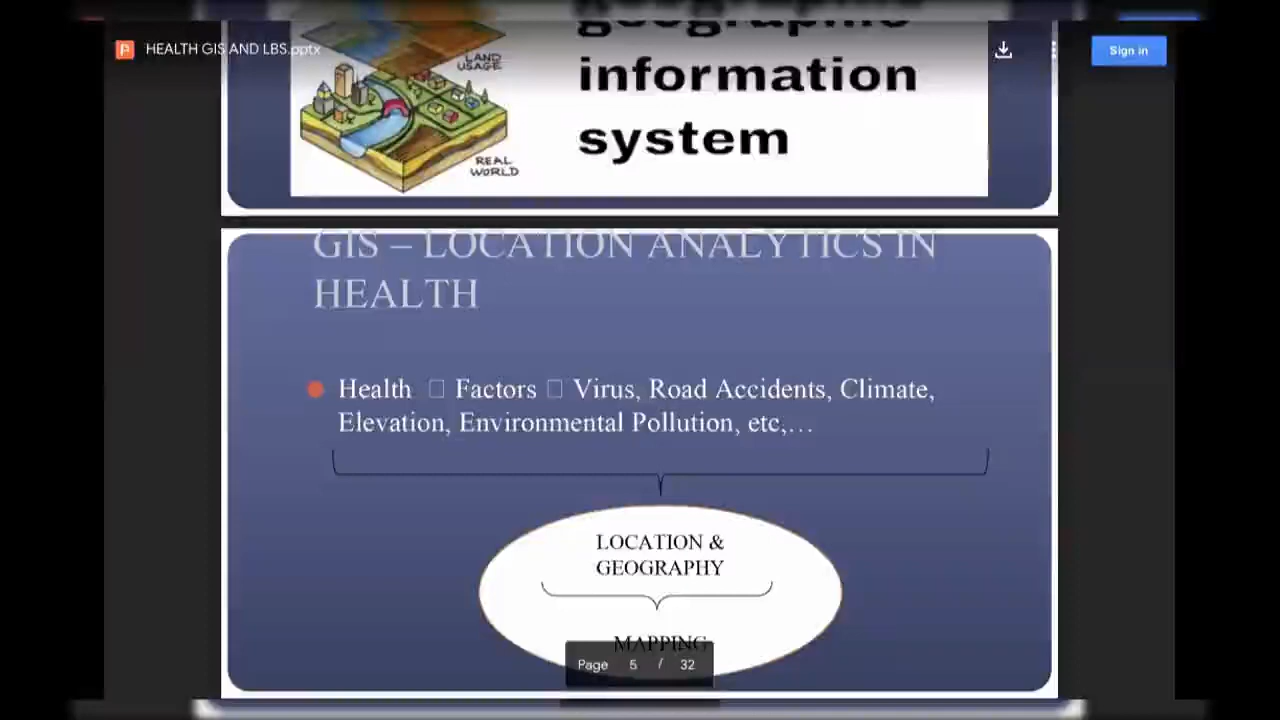 geographic
information
system
HEALTH GIS AND LBS.pptx
Sign in
LAND
USAGE
REAL
WORLD
GIS – LOCATION ANALYTICS IN
HEALTH
Health □ Factors □ Virus, Road Accidents, Climate,
Elevation, Environmental Pollution, etc,…
LOCATION &
GEOGRAPHY
MAPPING
Page 5 / 32